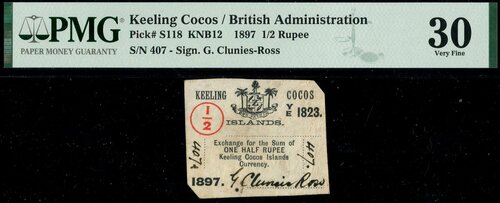 PMG
PAPER MONEY GUARANTY
Keeling Cocos / British Administration
Pick# S118 KNB12 1897 1/2 Rupee
S/N 407 - Sign. G. Clunies-Ross
30
Very Fine
KEELING COCOS
1/2
YE 1823.
ISLANDS.
Exchange for the Sum of
ONE HALF RUPEE
Keeling Cocos Islands
Currency.
1897. G. Clunies Ross